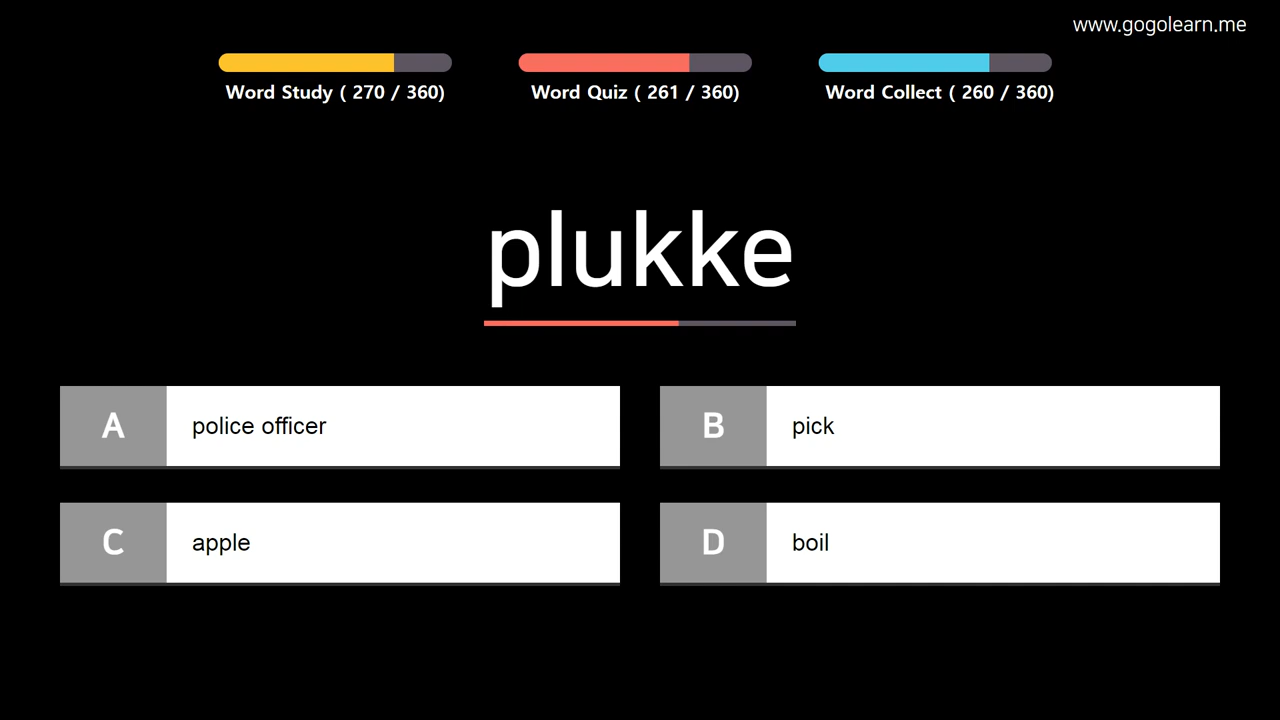 www.gogolearn.me
Word Study ( 270 / 360)
Word Quiz ( 261 / 360)
Word Collect ( 260 / 360)
plukke
A police officer
B pick
C apple
D boil